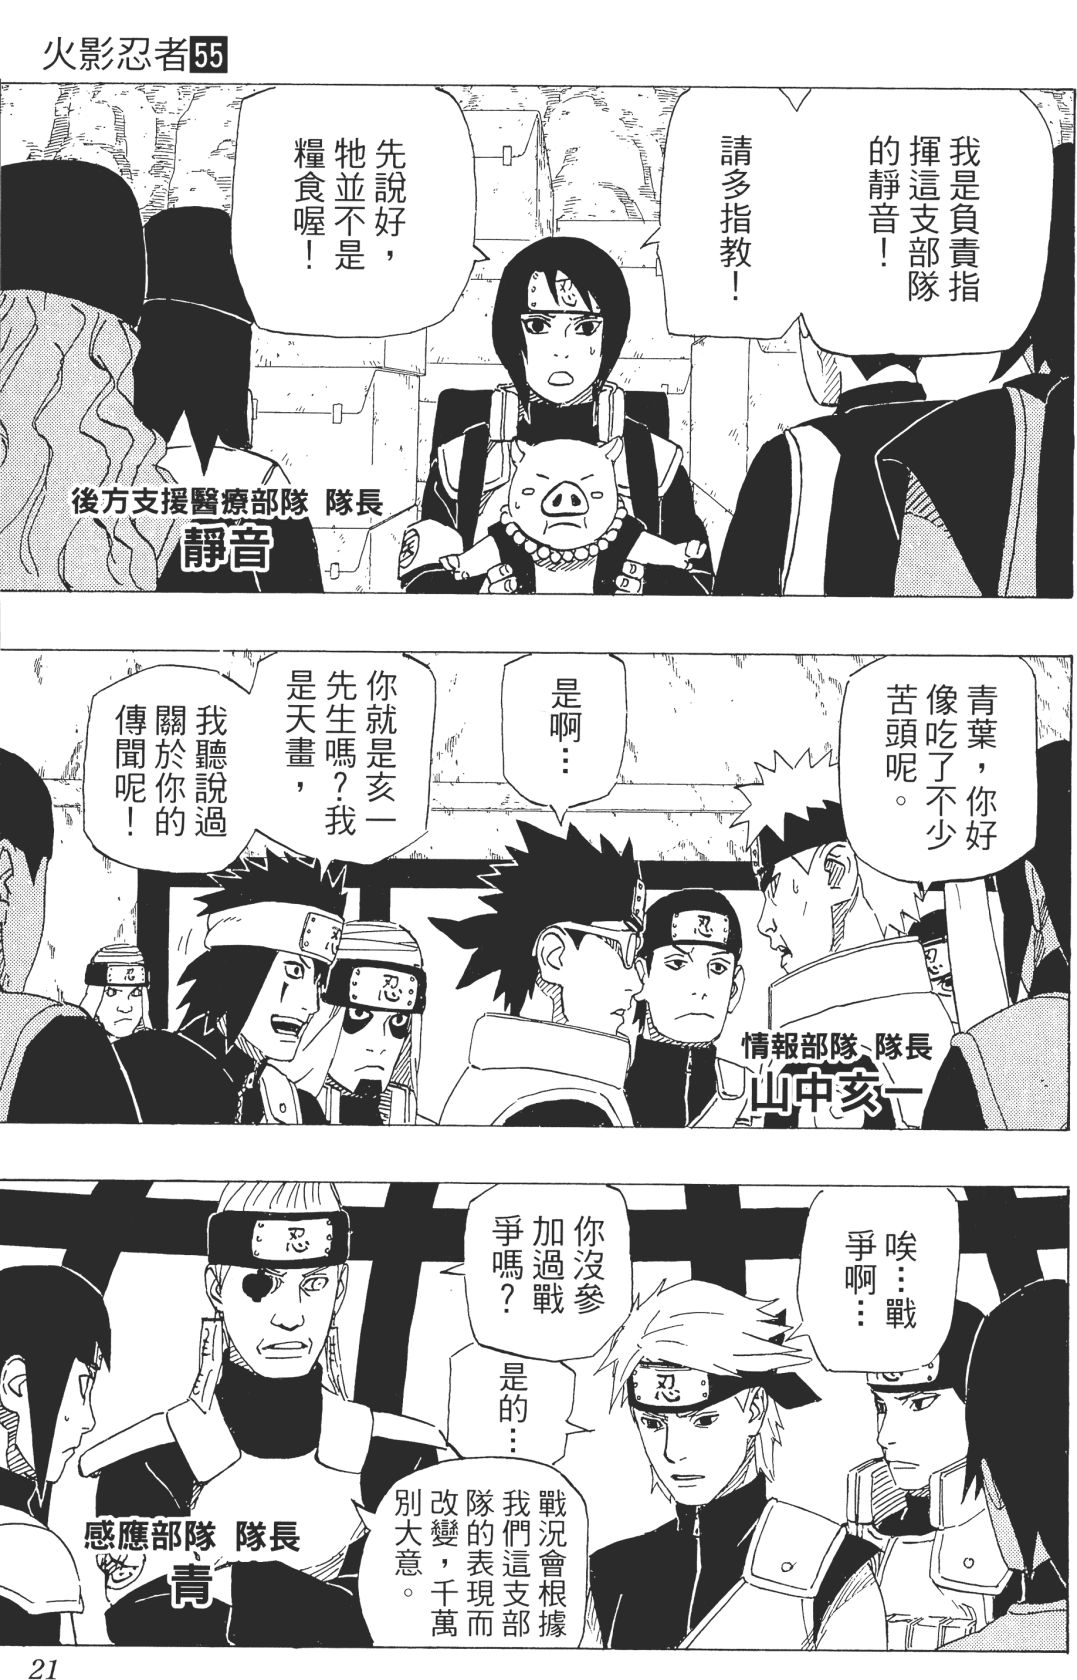 火影忍者55
我是負責指
揮這支部隊
的靜音！
請多指教！
先說好，
牠並不是
糧食喔！
後方支援醫療部隊 隊長
靜音
青葉，你好
像吃了不少
苦頭呢。
是啊…
你就是亥一
先生嗎？我
是天晝，
我聽說過
關於你的
傳聞呢！
情報部隊 隊長
山中亥一
唉…戰
爭啊…
你沒參
加過戰
爭嗎？
是的…
戰況會根據
我們這支部
隊的表現而
改變，千萬
別大意。
感應部隊 隊長
青
忍
忍
忍
忍
忍
忍
21